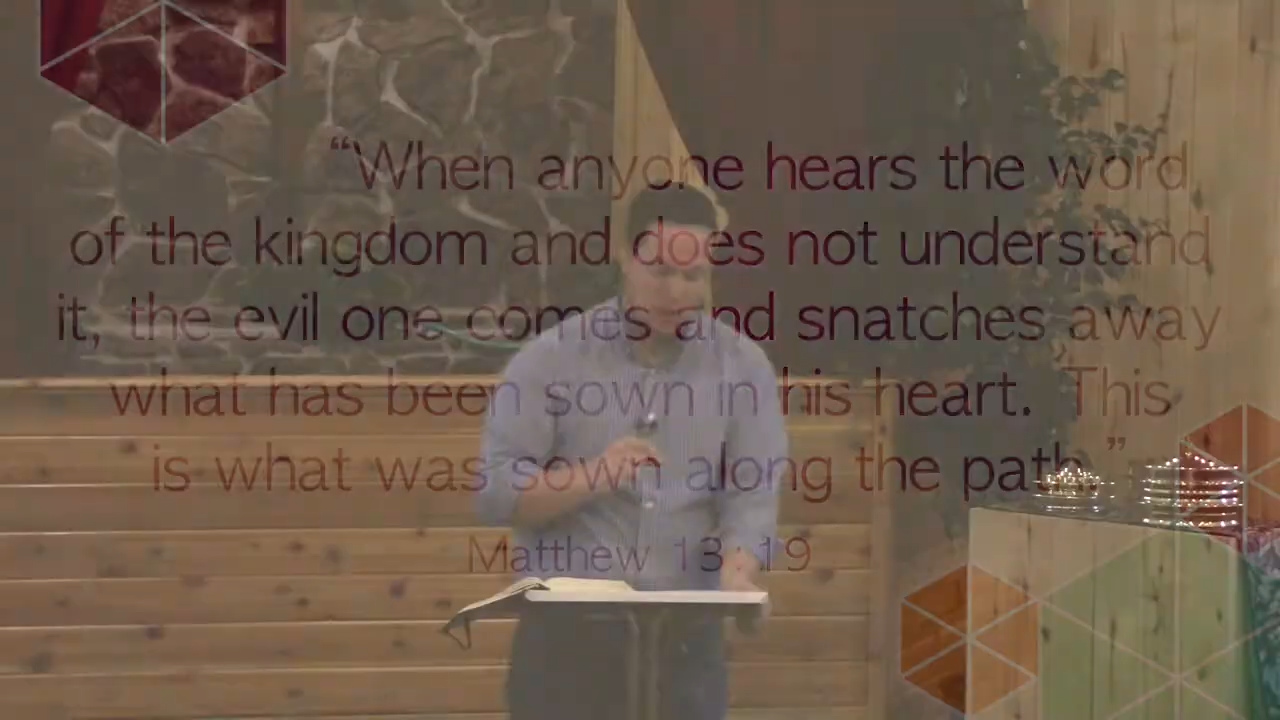 “When anyone hears the word
of the kingdom and does not understand
it, the evil one comes and snatches away
what has been sown in his heart. This
is what was sown along the path.”
Matthew 13:19